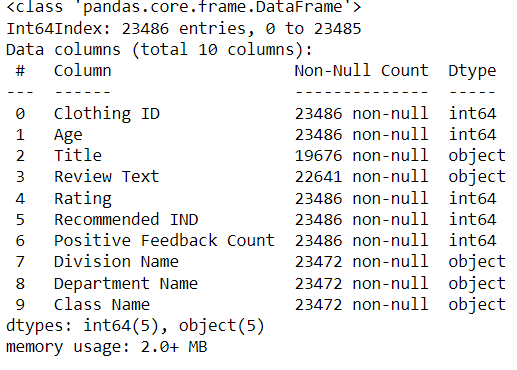 <class 'pandas.core.frame.DataFrame'>
Int64Index: 23486 entries, 0 to 23485
Data columns (total 10 columns):
 #   Column                   Non-Null Count  Dtype
---  ------                   --------------  -----
 0   Clothing ID              23486 non-null  int64
 1   Age                      23486 non-null  int64
 2   Title                    19676 non-null  object
 3   Review Text              22641 non-null  object
 4   Rating                   23486 non-null  int64
 5   Recommended IND          23486 non-null  int64
 6   Positive Feedback Count  23486 non-null  int64
 7   Division Name            23472 non-null  object
 8   Department Name          23472 non-null  object
 9   Class Name               23472 non-null  object
dtypes: int64(5), object(5)
memory usage: 2.0+ MB